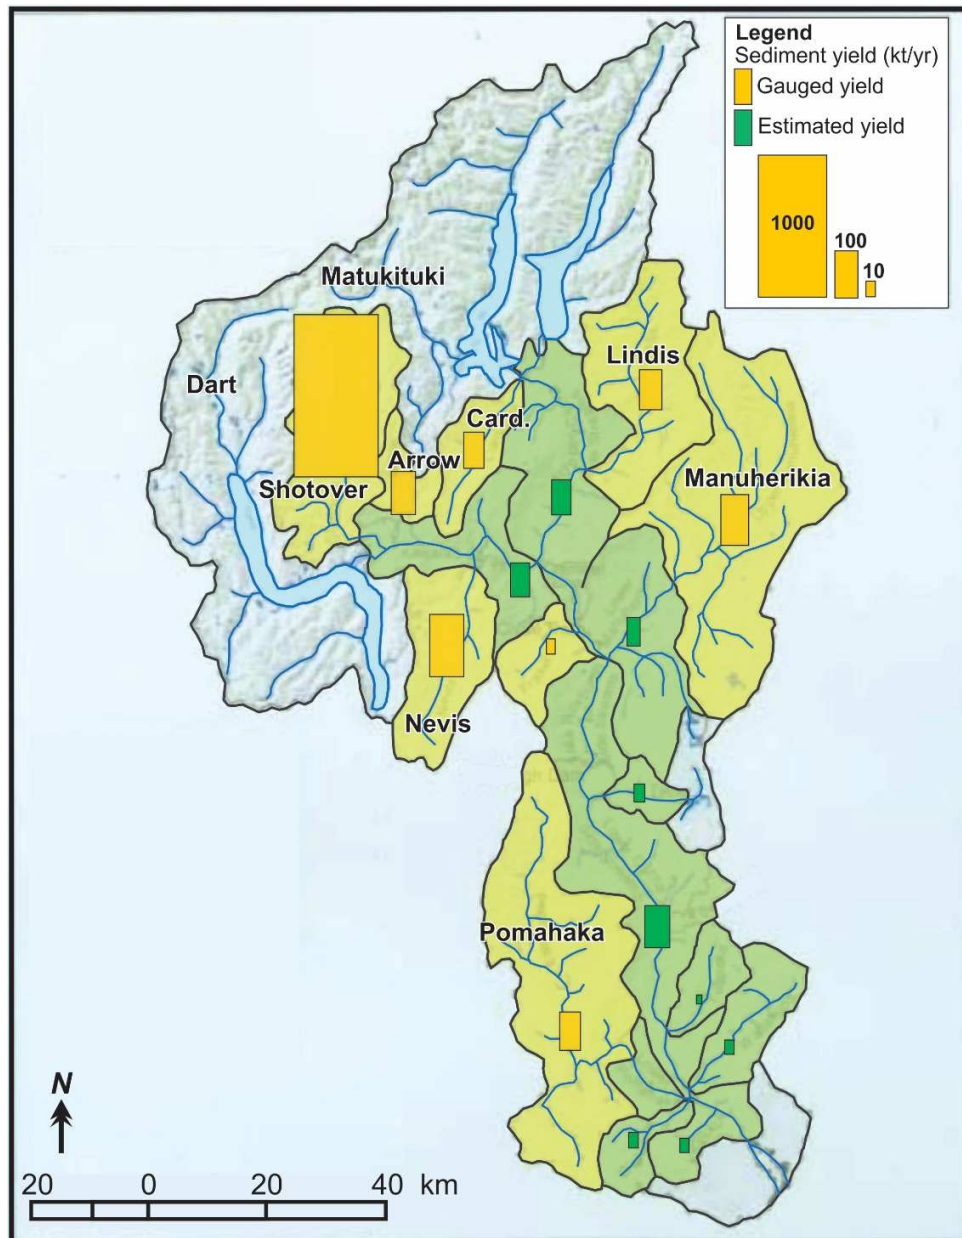 Legend
Sediment yield (kt/yr)
Gauged yield
Estimated yield
1000
100
10
Matukituki
Lindis
Dart
Card.
Arrow
Shotover
Manuherikia
Nevis
Pomahaka
N
20 0 20 40 km